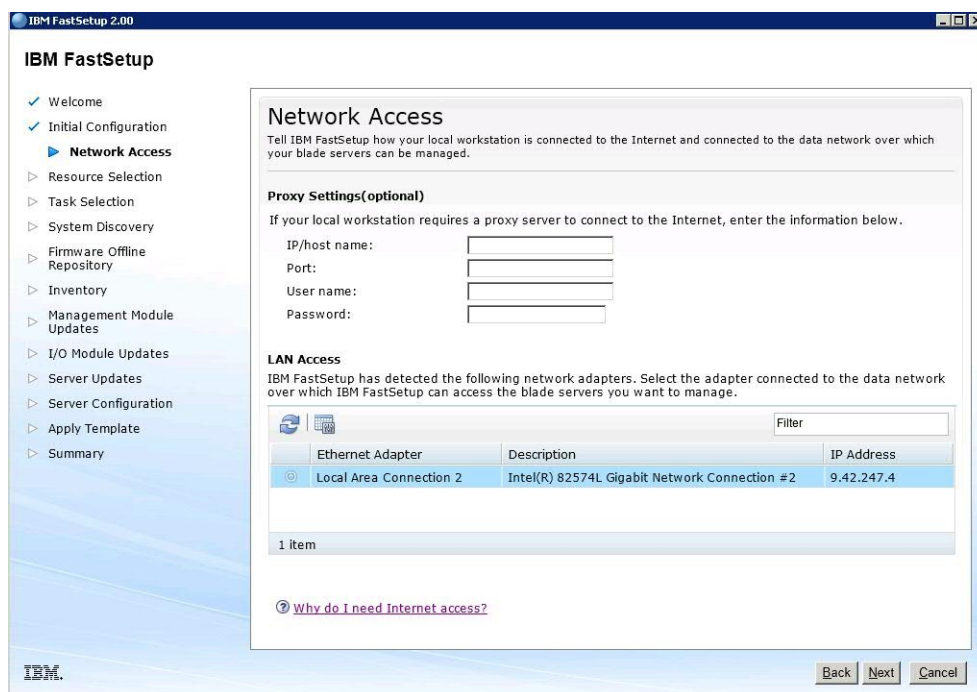 IBM FastSetup 2.00
IBM FastSetup
Welcome
Initial Configuration
Network Access
Resource Selection
Task Selection
System Discovery
Firmware Offline
Repository
Inventory
Management Module
Updates
I/O Module Updates
Server Updates
Server Configuration
Apply Template
Summary
Network Access
Tell IBM FastSetup how your local workstation is connected to the Internet and connected to the data network over which
your blade servers can be managed.
Proxy Settings(optional)
If your local workstation requires a proxy server to connect to the Internet, enter the information below.
IP/host name:
Port:
User name:
Password:
LAN Access
IBM FastSetup has detected the following network adapters. Select the adapter connected to the data network
over which IBM FastSetup can access the blade servers you want to manage.
Filter
Ethernet Adapter Description IP Address
Local Area Connection 2 Intel(R) 82574L Gigabit Network Connection #2 9.42.247.4
1 item
Why do I need Internet access?
IBM.
Back Next Cancel